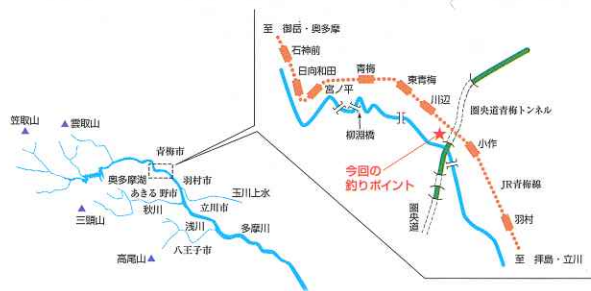 至 御岳・奥多摩
石神前
日向和田
宮ノ平
青梅
東青梅
川辺
圏央道青梅トンネル
柳淵橋
小作
今回の
釣りポイント
JR青梅線
圏央道
羽村
至 拝島・立川
笠取山
雲取山
青梅市
奥多摩湖
羽村市
あきる野市
玉川上水
三頭山
秋川
立川市
浅川
多摩川
八王子市
高尾山